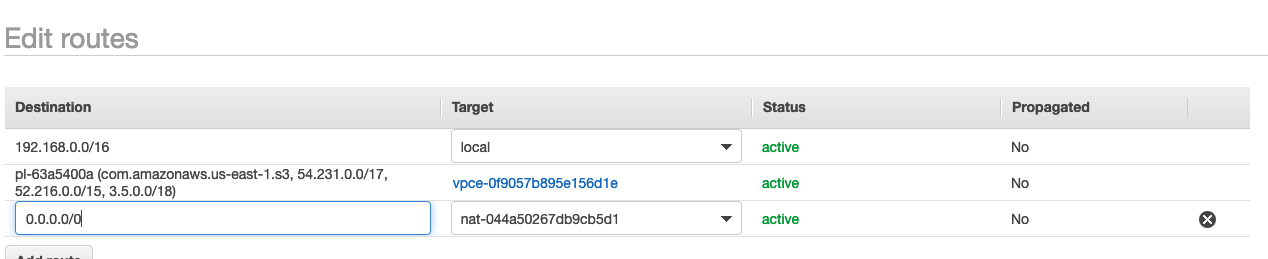 Edit routes
Destination Target Status Propagated
192.168.0.0/16 local active No
pl-63a5400a (com.amazonaws.us-east-1.s3, 54.231.0.0/17,
52.216.0.0/15, 3.5.0.0/18) vpce-0f9057b895e156d1e active No
0.0.0.0/0 nat-044a50267db9cb5d1 active No
Add route